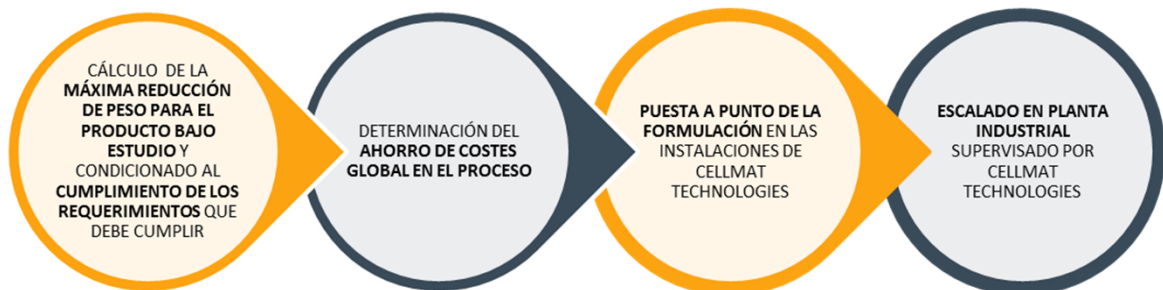 CÁLCULO DE LA
MÁXIMA REDUCCIÓN
DE PESO PARA EL
PRODUCTO BAJO
ESTUDIO Y
CONDICIONADO AL
CUMPLIMIENTO DE LOS
REQUERIMIENTOS QUE
DEBE CUMPLIR
DETERMINACIÓN DEL
AHORRO DE COSTES
GLOBAL EN EL PROCESO
PUESTA A PUNTO DE LA
FORMULACIÓN EN LAS
INSTALACIONES DE
CELLMAT
TECHNOLOGIES
ESCALADO EN PLANTA
INDUSTRIAL
SUPERVISADO POR
CELLMAT
TECHNOLOGIES